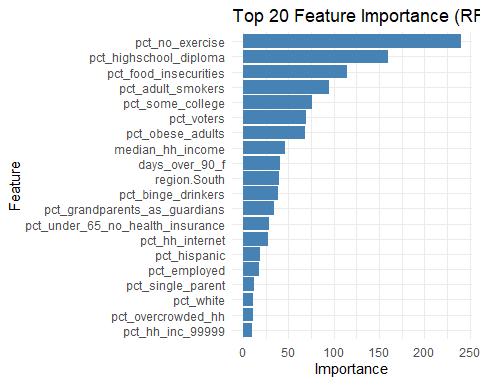 Top 20 Feature Importance (RF
pct_no_exercise
pct_highschool_diploma
pct_food_insecurities
pct_adult_smokers
pct_some_college
pct_voters
pct_obese_adults
median_hh_income
days_over_90_f
region.South
pct_binge_drinkers
pct_grandparents_as_guardians
pct_under_65_no_health_insurance
pct_hh_internet
pct_hispanic
pct_employed
pct_single_parent
pct_white
pct_overcrowded_hh
pct_hh_inc_99999
Feature
0 50 100 150 200 250
Importance